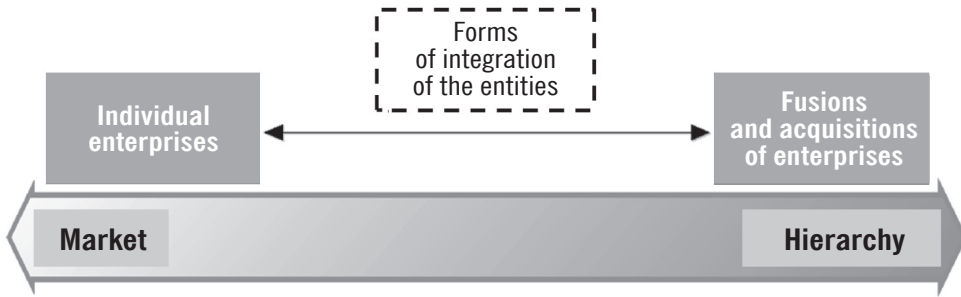 Forms
of integration
of the entities
Individual
enterprises
Fusions
and acquisitions
of enterprises
Market
Hierarchy